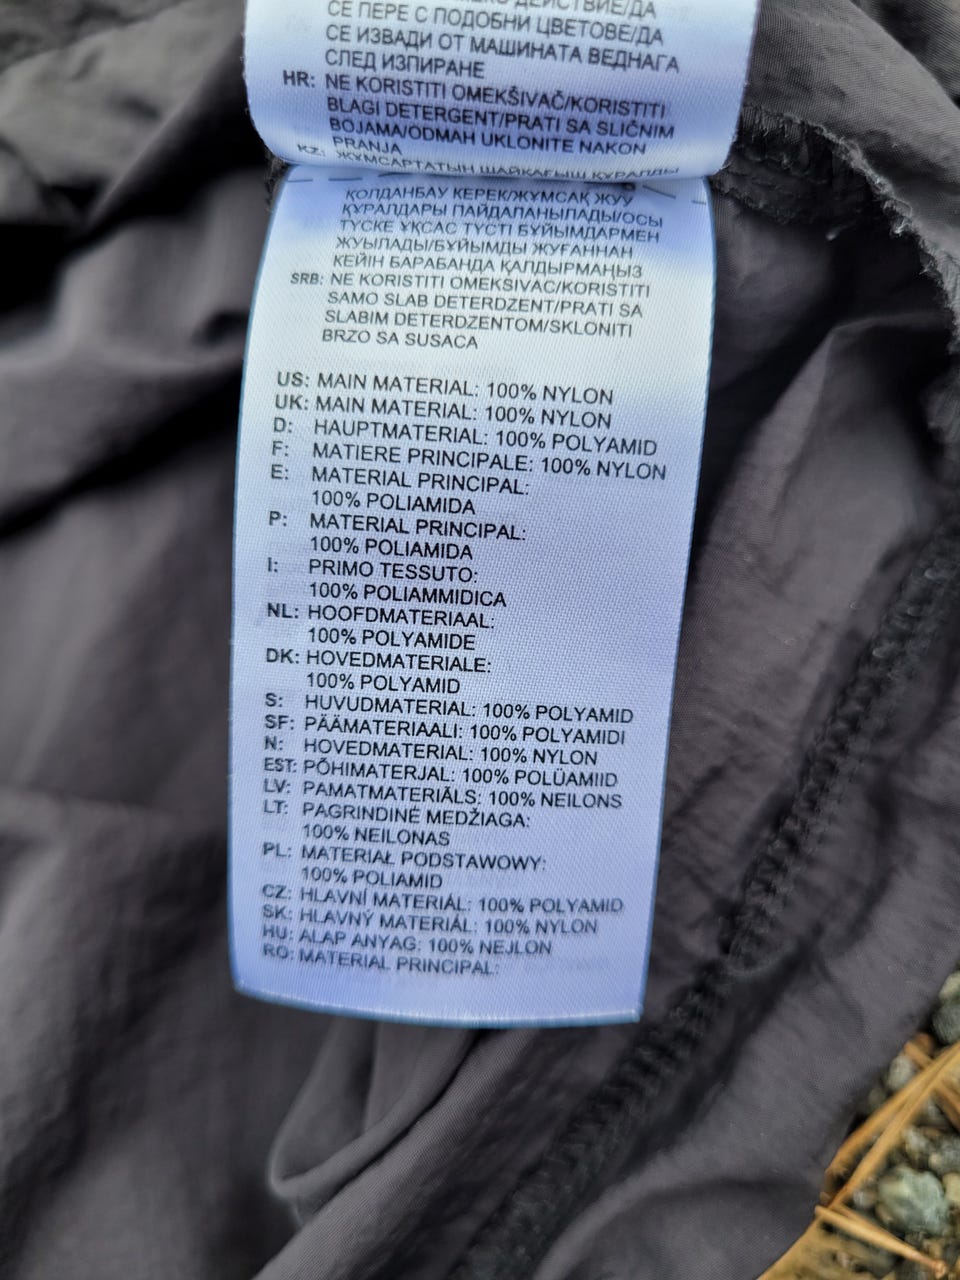 ДЕЙСТВИЕ/ДА
СЕ ПЕРЕ С ПОДОБНИ ЦВЕТОВЕ/ДА
СЕ ИЗВАДИ ОТ МАШИНАТА ВЕДНАГА
СЛЕД ИЗПИРАНЕ
HR: NE KORISTITI OMEKŠIVAČ/KORISTITI
BLAGI DETERGENT/PRATI SA SLIČNIM
BOJAMA/ODMAH UKLONITE NAKON
PRANJA
KZ: ЖҰМСАРТАТЫН ШАЙҚАҒЫШ ҚҰРАЛДЫ
ҚОЛДАНБАУ КЕРЕК/ЖҰМСАҚ ЖУУ
ҚҰРАЛДАРЫ ПАЙДАЛАНЫЛАДЫ/ОСЫ
ТҮСКЕ ҰҚСАС ТҮСТІ БҰЙЫМДАРМЕН
ЖУЫЛАДЫ/БҰЙЫМДЫ ЖУҒАННАН
КЕЙІН БАРАБАНДА ҚАЛДЫРМАҢЫЗ
SRB: NE KORISTITI OMEKSIVAC/KORISTITI
SAMO SLAB DETERDZENT/PRATI SA
SLABIM DETERDZENTOM/SKLONITI
BRZO SA SUSACA
US: MAIN MATERIAL: 100% NYLON
UK: MAIN MATERIAL: 100% NYLON
D: HAUPTMATERIAL: 100% POLYAMID
F: MATIERE PRINCIPALE: 100% NYLON
E: MATERIAL PRINCIPAL:
100% POLIAMIDA
P: MATERIAL PRINCIPAL:
100% POLIAMIDA
I: PRIMO TESSUTO:
100% POLIAMMIDICA
NL: HOOFDMATERIAAL:
100% POLYAMIDE
DK: HOVEDMATERIALE:
100% POLYAMID
S: HUVUDMATERIAL: 100% POLYAMID
SF: PÄÄMATERIAALI: 100% POLYAMIDI
N: HOVEDMATERIAL: 100% NYLON
EST: PÕHIMATERJAL: 100% POLÜAMIID
LV: PAMATMATERIĀLS: 100% NEILONS
LT: PAGRINDINĖ MEDŽIAGA:
100% NEILONAS
PL: MATERIAŁ PODSTAWOWY:
100% POLIAMID
CZ: HLAVNÍ MATERIÁL: 100% POLYAMID
SK: HLAVNÝ MATERIÁL: 100% NYLON
HU: ALAP ANYAG: 100% NEJLON
RO: MATERIAL PRINCIPAL: